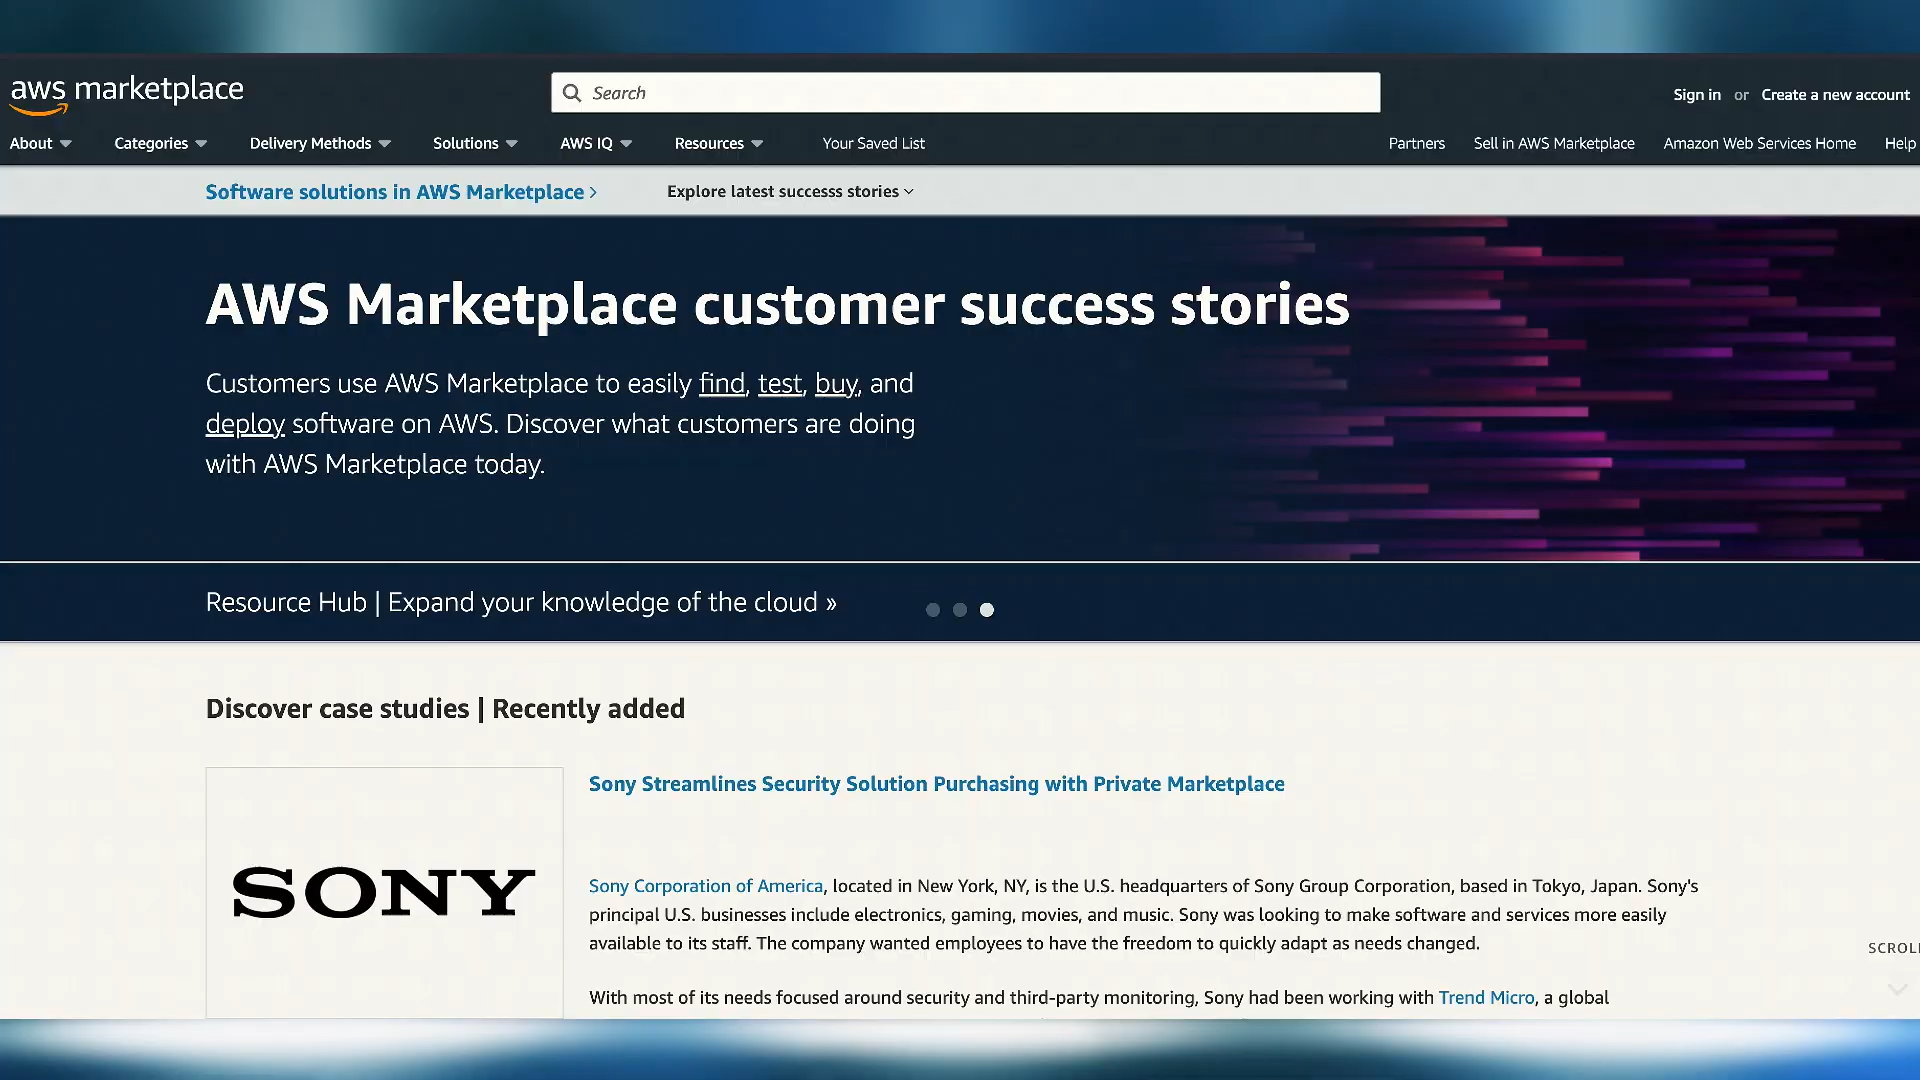 aws marketplace
Search
Sign in or Create a new account
About
Categories
Delivery Methods
Solutions
AWS IQ
Resources
Your Saved List
Partners
Sell in AWS Marketplace
Amazon Web Services Home
Help
Software solutions in AWS Marketplace ›
Explore latest successs stories
AWS Marketplace customer success stories
Customers use AWS Marketplace to easily find, test, buy, and
deploy software on AWS. Discover what customers are doing
with AWS Marketplace today.
Resource Hub | Expand your knowledge of the cloud »
Discover case studies | Recently added
SONY
Sony Streamlines Security Solution Purchasing with Private Marketplace
Sony Corporation of America, located in New York, NY, is the U.S. headquarters of Sony Group Corporation, based in Tokyo, Japan. Sony's
principal U.S. businesses include electronics, gaming, movies, and music. Sony was looking to make software and services more easily
available to its staff. The company wanted employees to have the freedom to quickly adapt as needs changed.
SCROLL
With most of its needs focused around security and third-party monitoring, Sony had been working with Trend Micro, a global